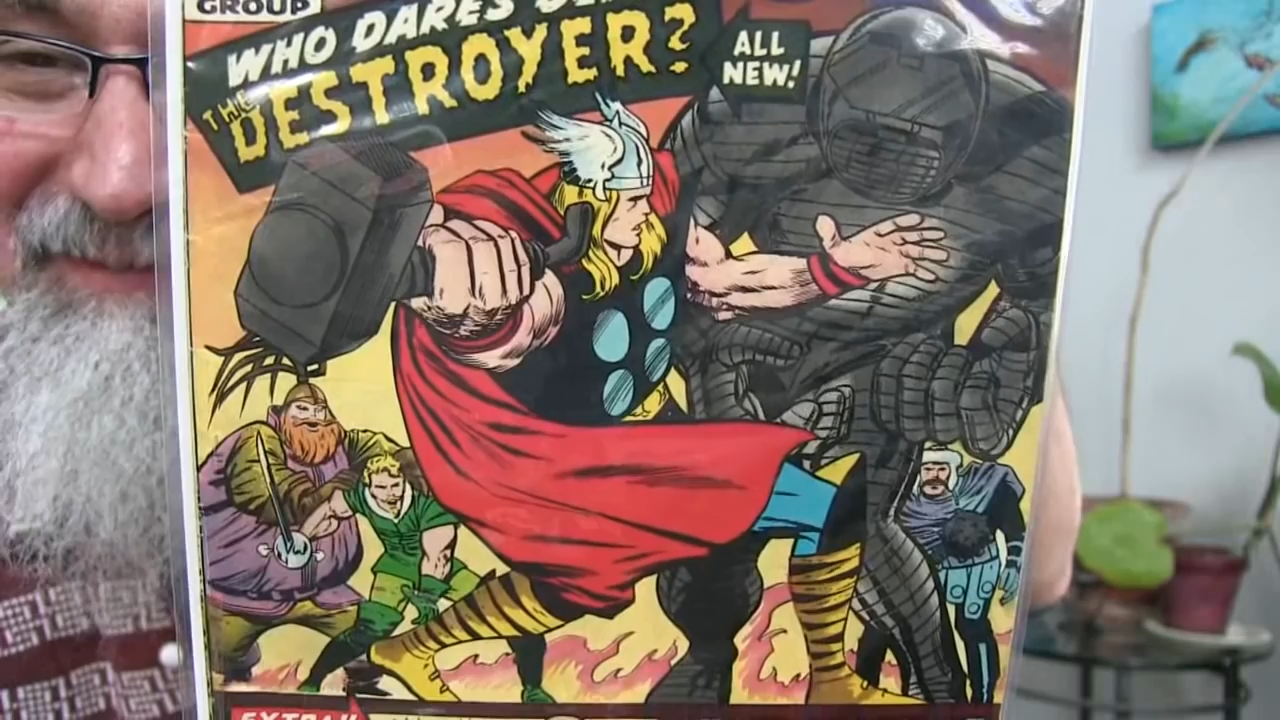 GROUP
WHO DARES
THE
DESTROYER?
ALL
NEW!
EXTRA!!